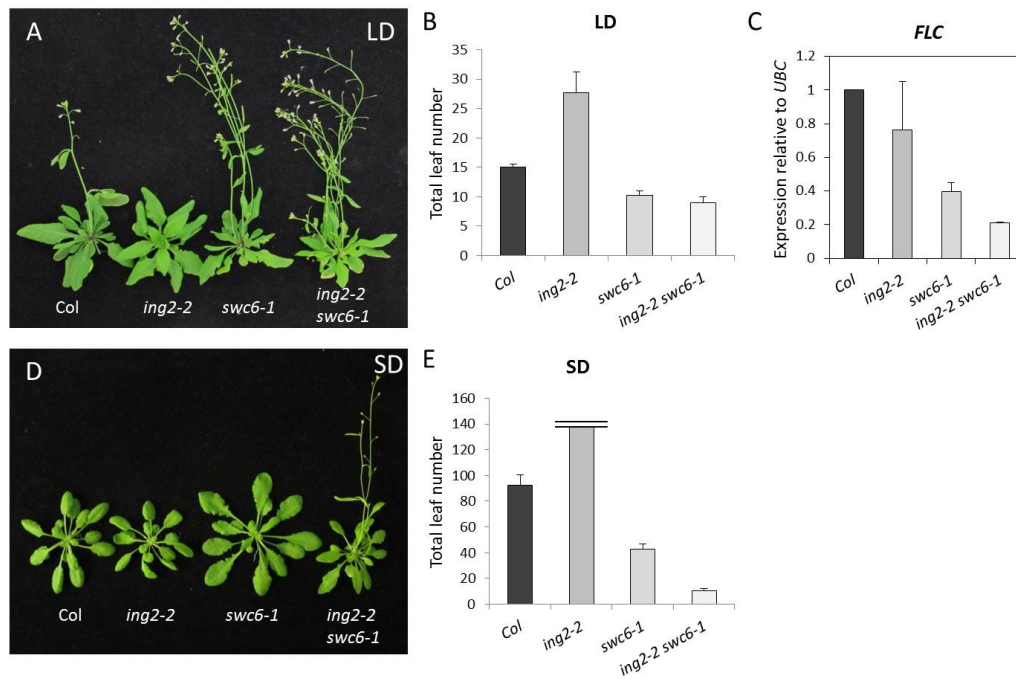 A
LD
Col
ing2-2
swc6-1
ing2-2
swc6-1
B
LD
Total leaf number
35
30
25
20
15
10
5
0
Col
ing2-2
swc6-1
ing2-2 swc6-1
C
FLC
Expression relative to UBC
1.2
1
0.8
0.6
0.4
0.2
0
Col
ing2-2
swc6-1
ing2-2 swc6-1
D
SD
Col
ing2-2
swc6-1
ing2-2
swc6-1
E
SD
Total leaf number
160
140
120
100
80
60
40
20
0
Col
ing2-2
swc6-1
ing2-2 swc6-1